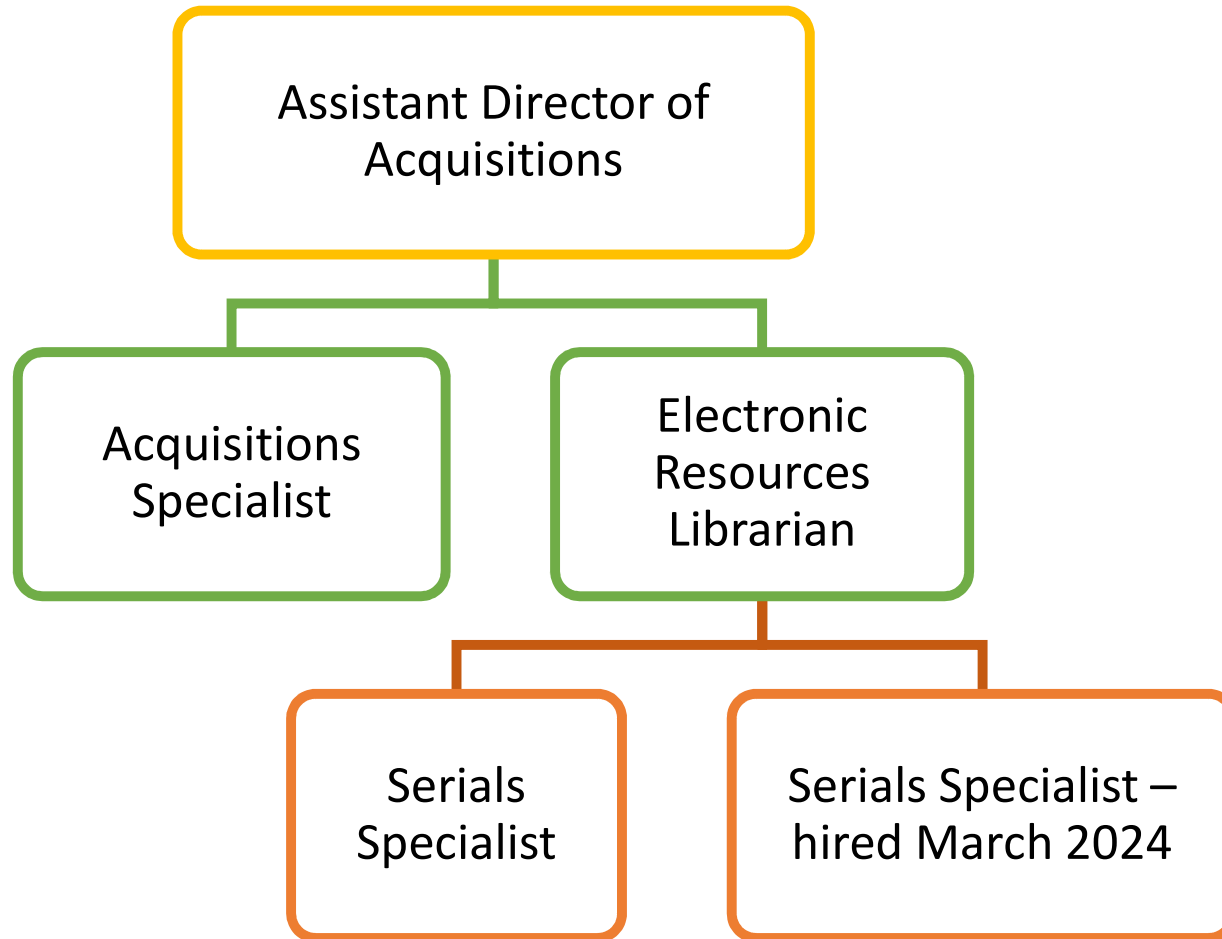 Assistant Director of
Acquisitions
Acquisitions
Specialist
Electronic
Resources
Librarian
Serials
Specialist
Serials Specialist –
hired March 2024